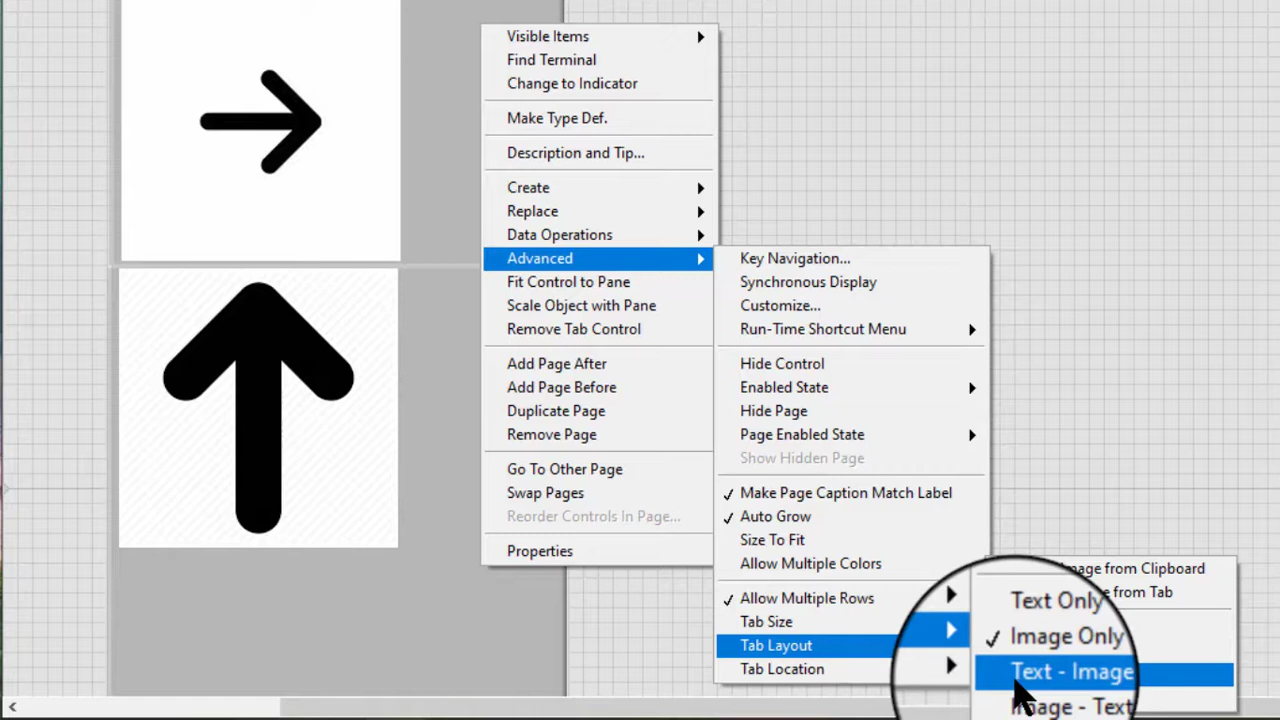 Visible Items
Find Terminal
Change to Indicator
Make Type Def.
Description and Tip...
Create
Replace
Data Operations
Advanced
Fit Control to Pane
Scale Object with Pane
Remove Tab Control
Add Page After
Add Page Before
Duplicate Page
Remove Page
Go To Other Page
Swap Pages
Reorder Controls In Page...
Properties
Key Navigation...
Synchronous Display
Customize...
Run-Time Shortcut Menu
Hide Control
Enabled State
Hide Page
Page Enabled State
Show Hidden Page
Make Page Caption Match Label
Auto Grow
Size To Fit
Allow Multiple Colors
Allow Multiple Rows
Tab Size
Tab Layout
Tab Location
Image from Clipboard
from Tab
Text Only
Image Only
Text - Image
Image - Text